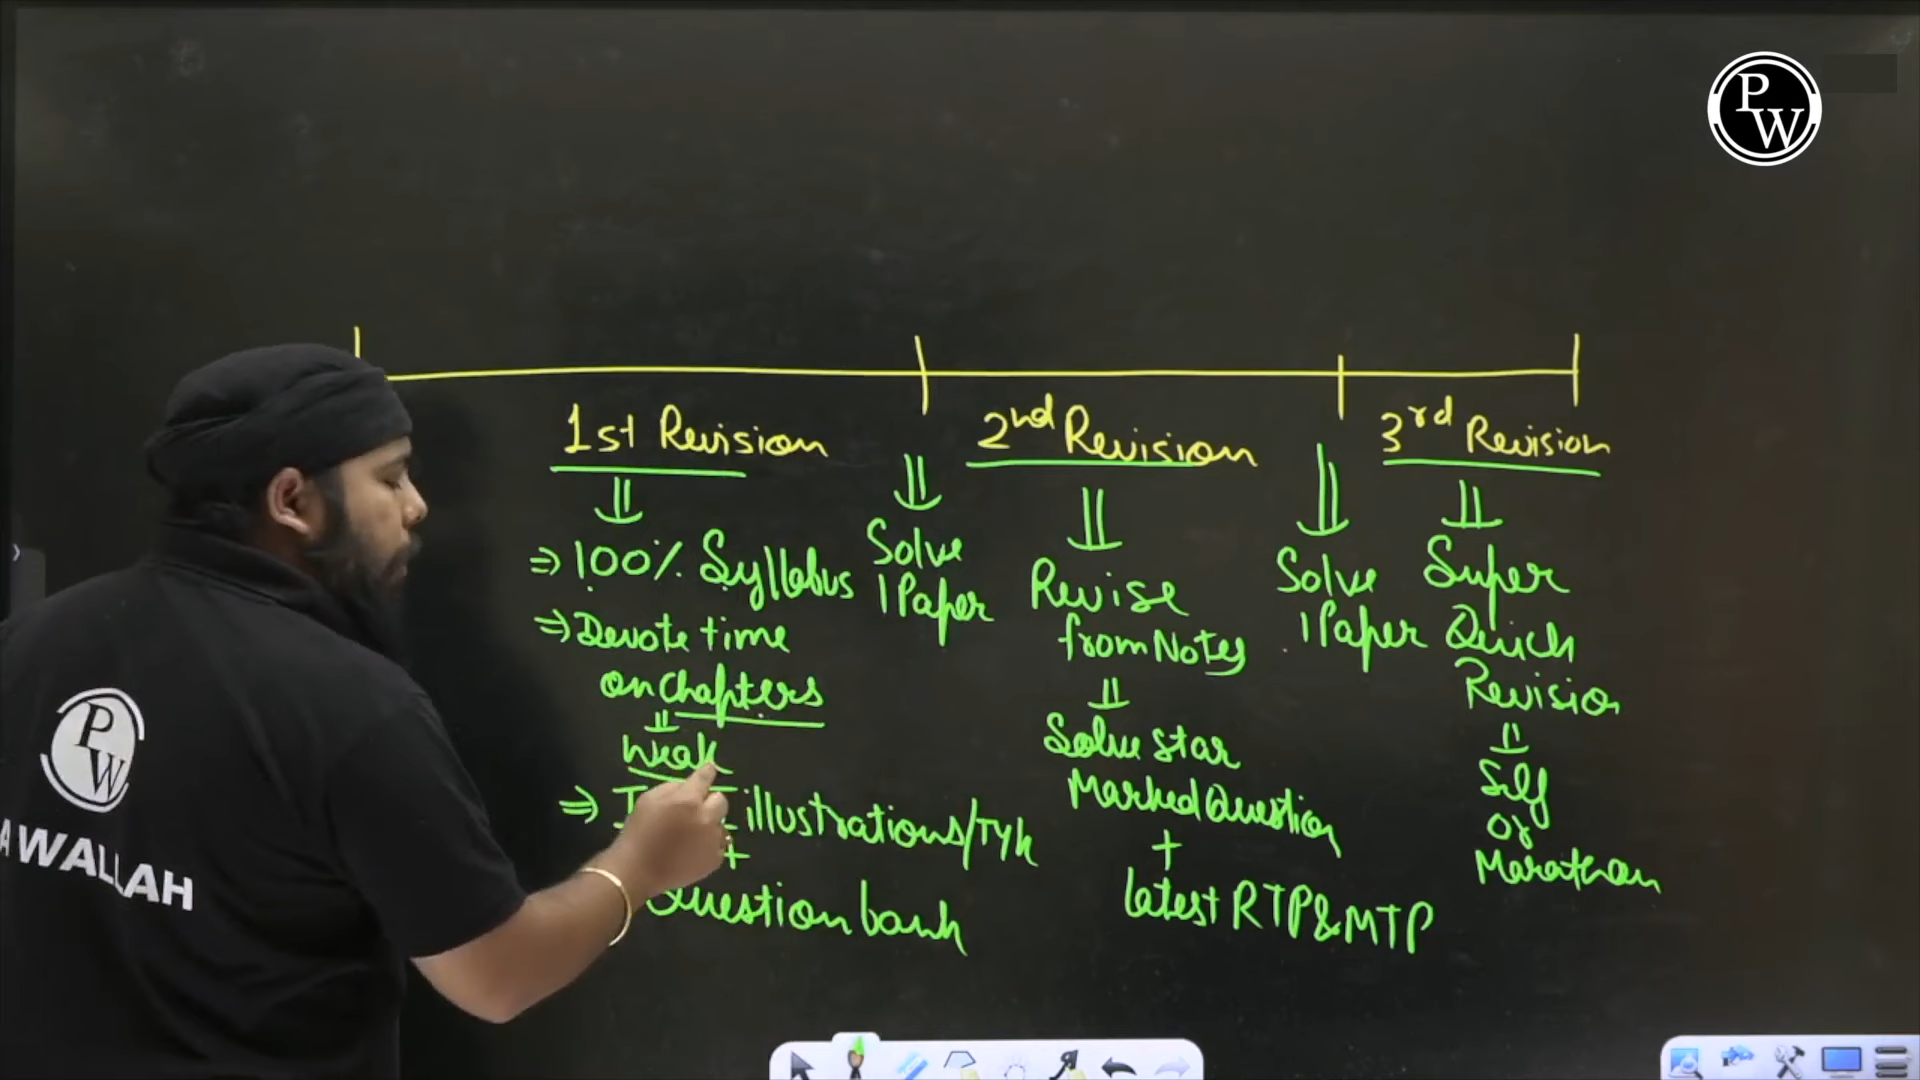 P
W
1st Revision
⇒ 100% Syllabus
⇒ Devote time
on chapters
Weak
⇒ illustrations/TYK
+
Question bank
Solve
1 Paper
2nd Revision
Revise
from Notes
Solve star
Marked Question
+
latest RTP & MTP
Solve
1 Paper
3rd Revision
Super
Quick
Revision
Self
or
Marathon
P
W
A WALLAH